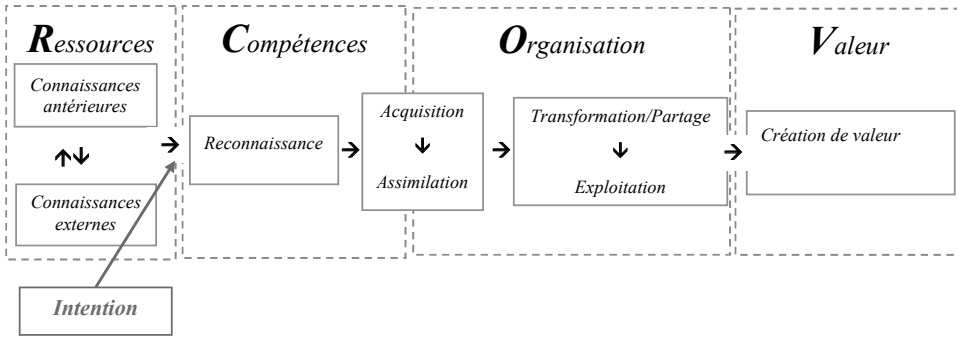 Ressources
Connaissances
antérieures
Connaissances
externes
Intention
Compétences
Reconnaissance
Acquisition
Assimilation
Organisation
Transformation/Partage
Exploitation
Valeur
Création de valeur